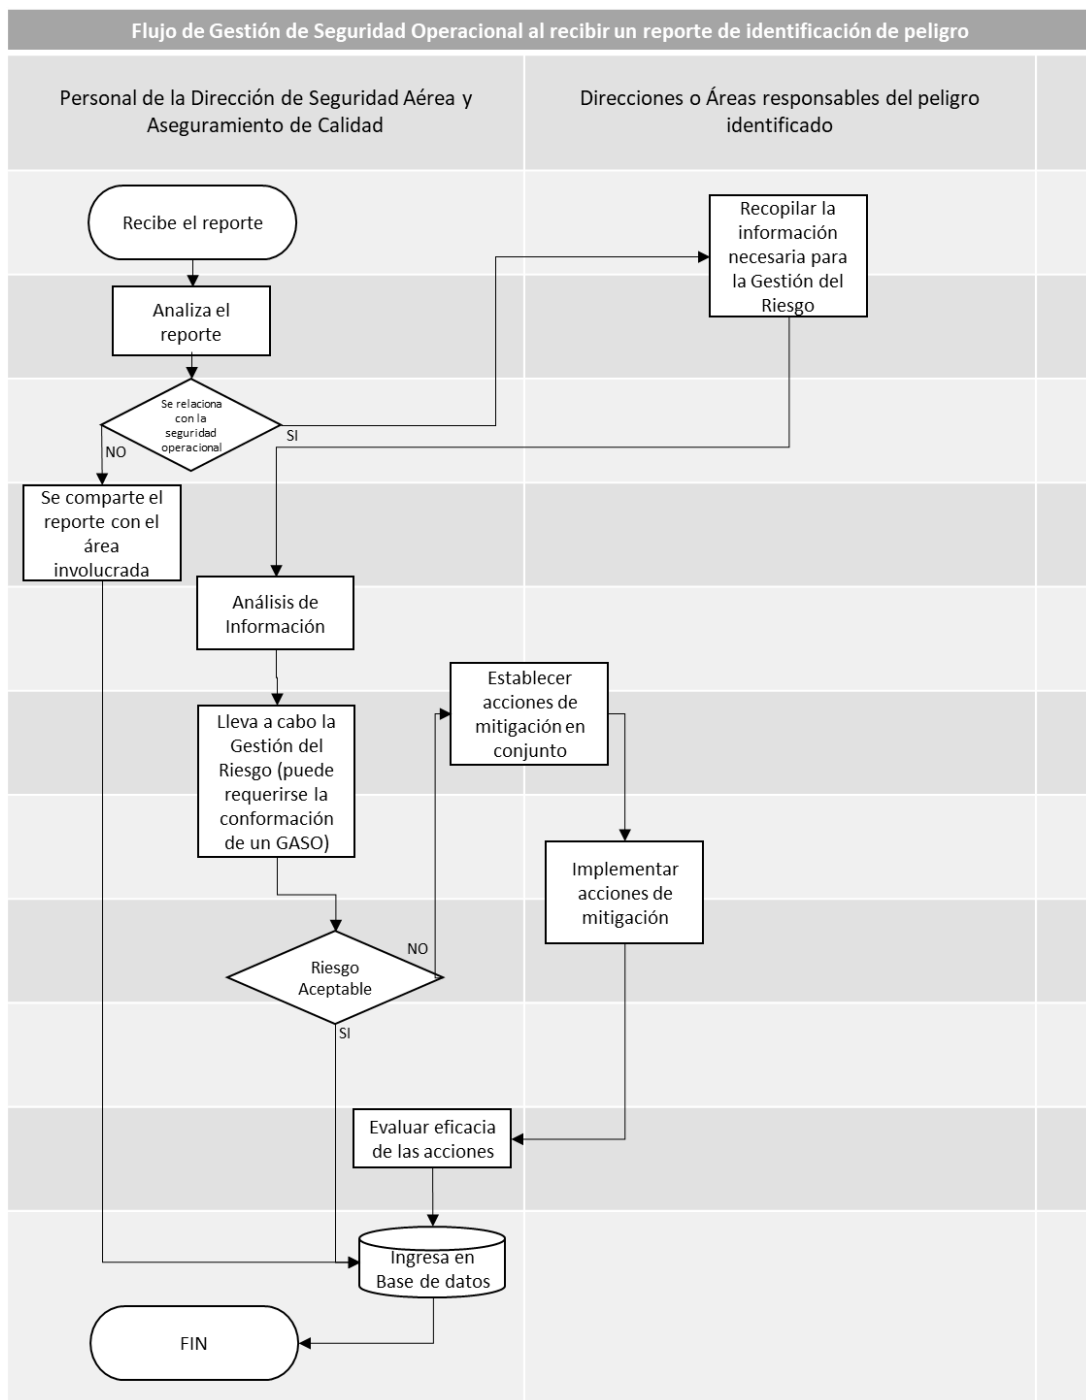 Flujo de Gestión de Seguridad Operacional al recibir un reporte de identificación de peligro
Personal de la Dirección de Seguridad Aérea y
Aseguramiento de Calidad
Direcciones o Áreas responsables del peligro
identificado
Recibe el reporte
Recopilar la
información
necesaria para
la Gestión del
Riesgo
Analiza el
reporte
Se relaciona
con la
seguridad
operacional
SI
NO
Se comparte el
reporte con el
área
involucrada
Análisis de
Información
Establecer
acciones de
mitigación en
conjunto
Lleva a cabo la
Gestión del
Riesgo (puede
requerirse la
conformación
de un GASO)
Implementar
acciones de
mitigación
NO
Riesgo
Aceptable
SI
Evaluar eficacia
de las acciones
Ingresa en
Base de datos
FIN